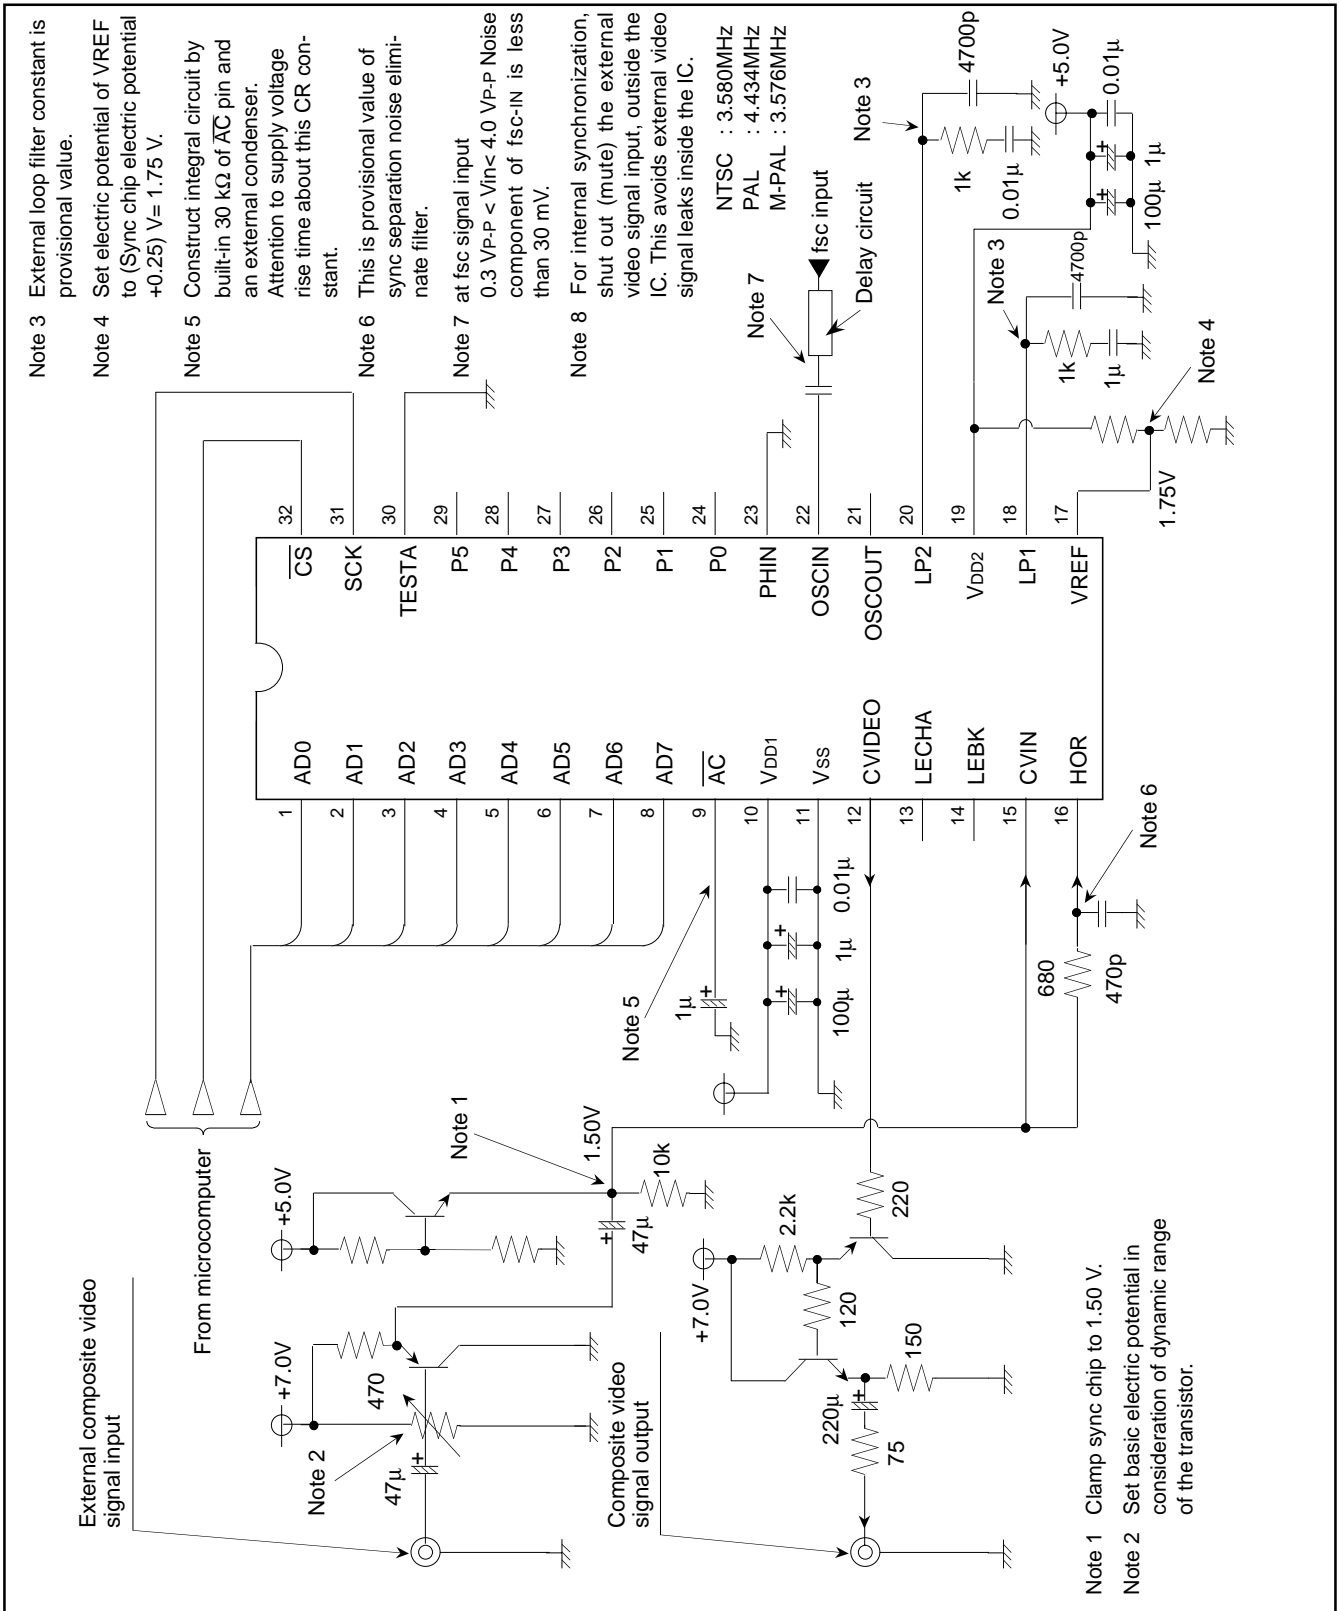 Note 3 External loop filter constant is
provisional value.
Note 4 Set electric potential of VREF
to (Sync chip electric potential
+0.25) V= 1.75 V.
Note 5 Construct integral circuit by
built-in 30 kΩ of A̅C̅ pin and
an external condenser.
Attention to supply voltage
rise time about this CR con-
stant.
Note 6 This is provisional value of
sync separation noise elimi-
nate filter.
Note 7 at fsc signal input
0.3 VP-P < Vin< 4.0 VP-P Noise
component of fsc-IN is less
than 30 mV.
Note 8 For internal synchronization,
shut out (mute) the external
video signal input, outside the
IC. This avoids external video
signal leaks inside the IC.
NTSC : 3.580MHz
PAL : 4.434MHz
M-PAL : 3.576MHz
fsc input
Delay circuit
Note 7
Note 3
4700p
1k
0.01µ
+5.0V
0.01µ
1µ
100µ
Note 3
4700p
1k
1µ
Note 4
1.75V
32
31
30
29
28
27
26
25
24
23
22
21
20
19
18
17
C̅S̅
SCK
TESTA
P5
P4
P3
P2
P1
P0
PHIN
OSCIN
OSCOUT
LP2
VDD2
LP1
VREF
AD0
AD1
AD2
AD3
AD4
AD5
AD6
AD7
A̅C̅
VDD1
VSS
CVIDEO
LECHA
LEBK
CVIN
HOR
1
2
3
4
5
6
7
8
9
10
11
12
13
14
15
16
Note 6
680
470p
0.01µ
1µ
100µ
+
+
1µ
+
Note 5
From microcomputer
Note 1
1.50V
10k
47µ
+
+5.0V
External composite video
signal input
+7.0V
470
Note 2
47µ
+
Composite video
signal output
+7.0V
2.2k
220
120
150
220µ
+
75
Note 1 Clamp sync chip to 1.50 V.
Note 2 Set basic electric potential in
consideration of dynamic range
of the transistor.